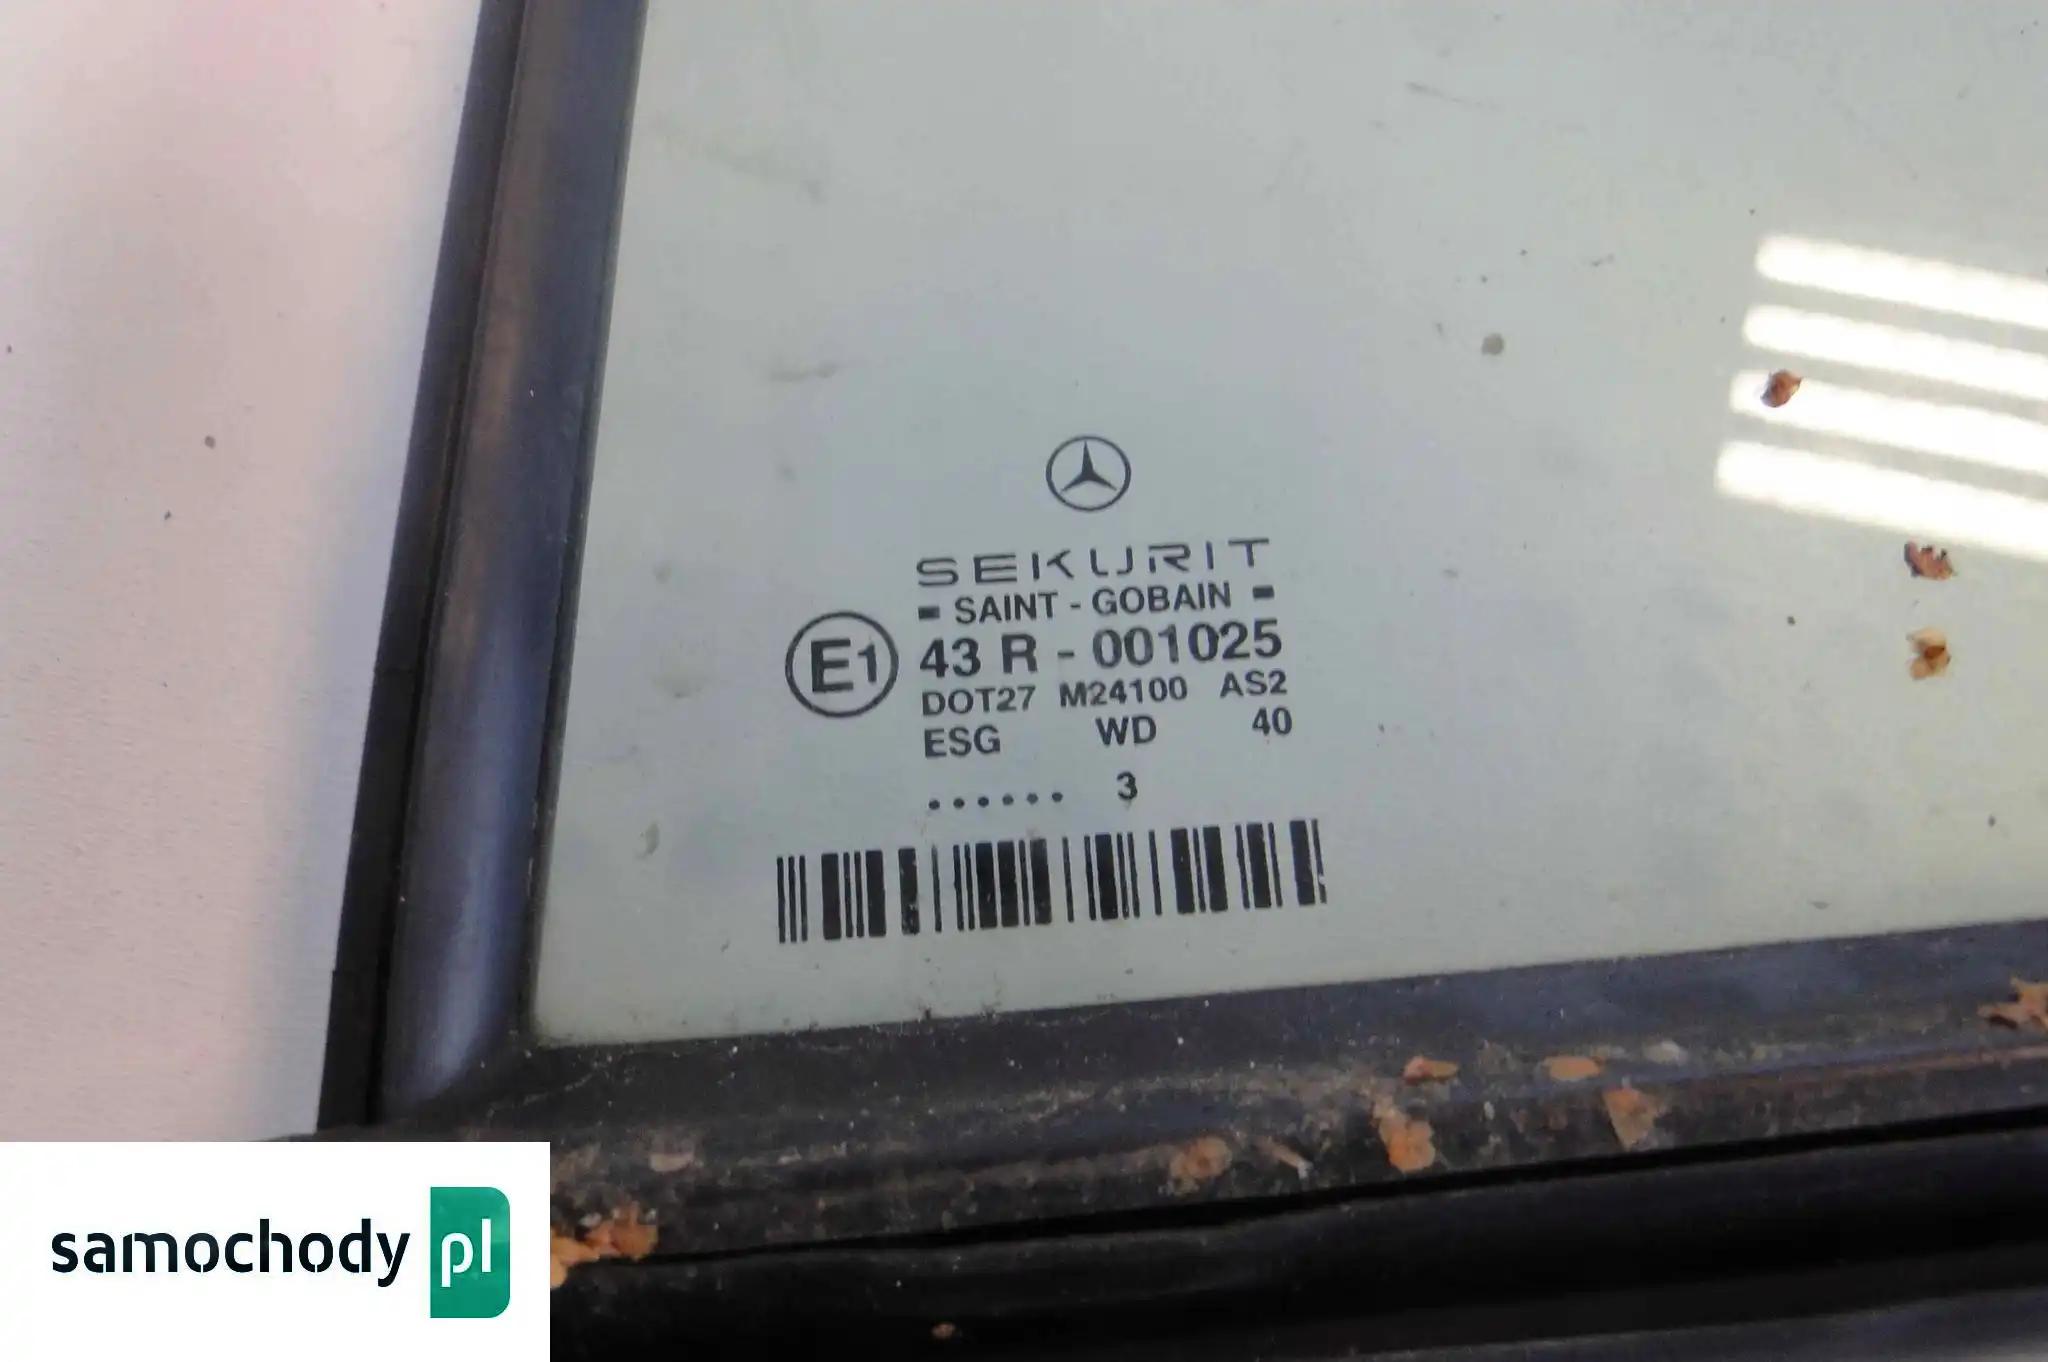 SEKURIT
- SAINT - GOBAIN -
E1 43 R - 001025
DOT27 M24100 AS2
ESG WD 40
...... 3
samochody pl